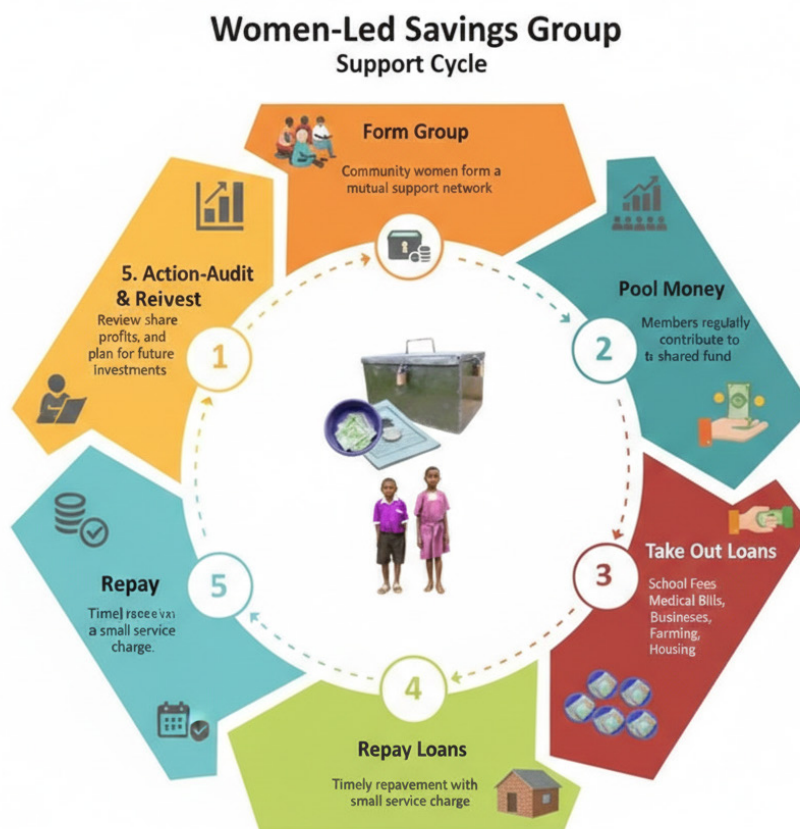 Women-Led Savings Group
Support Cycle
Form Group
Community women form a
mutual support network
2
Pool Money
Members
contribute to
shared fund
3
Take Out Loans
School Fees
Medical Bills,
Busineses,
Farming,
Housing
4
Repay Loans
Timely repavement with
small service charge
5
Repay
a small service
charge.
1
5. Action-Audit
& Reivest
Review share
profits, and
plan for future
investments